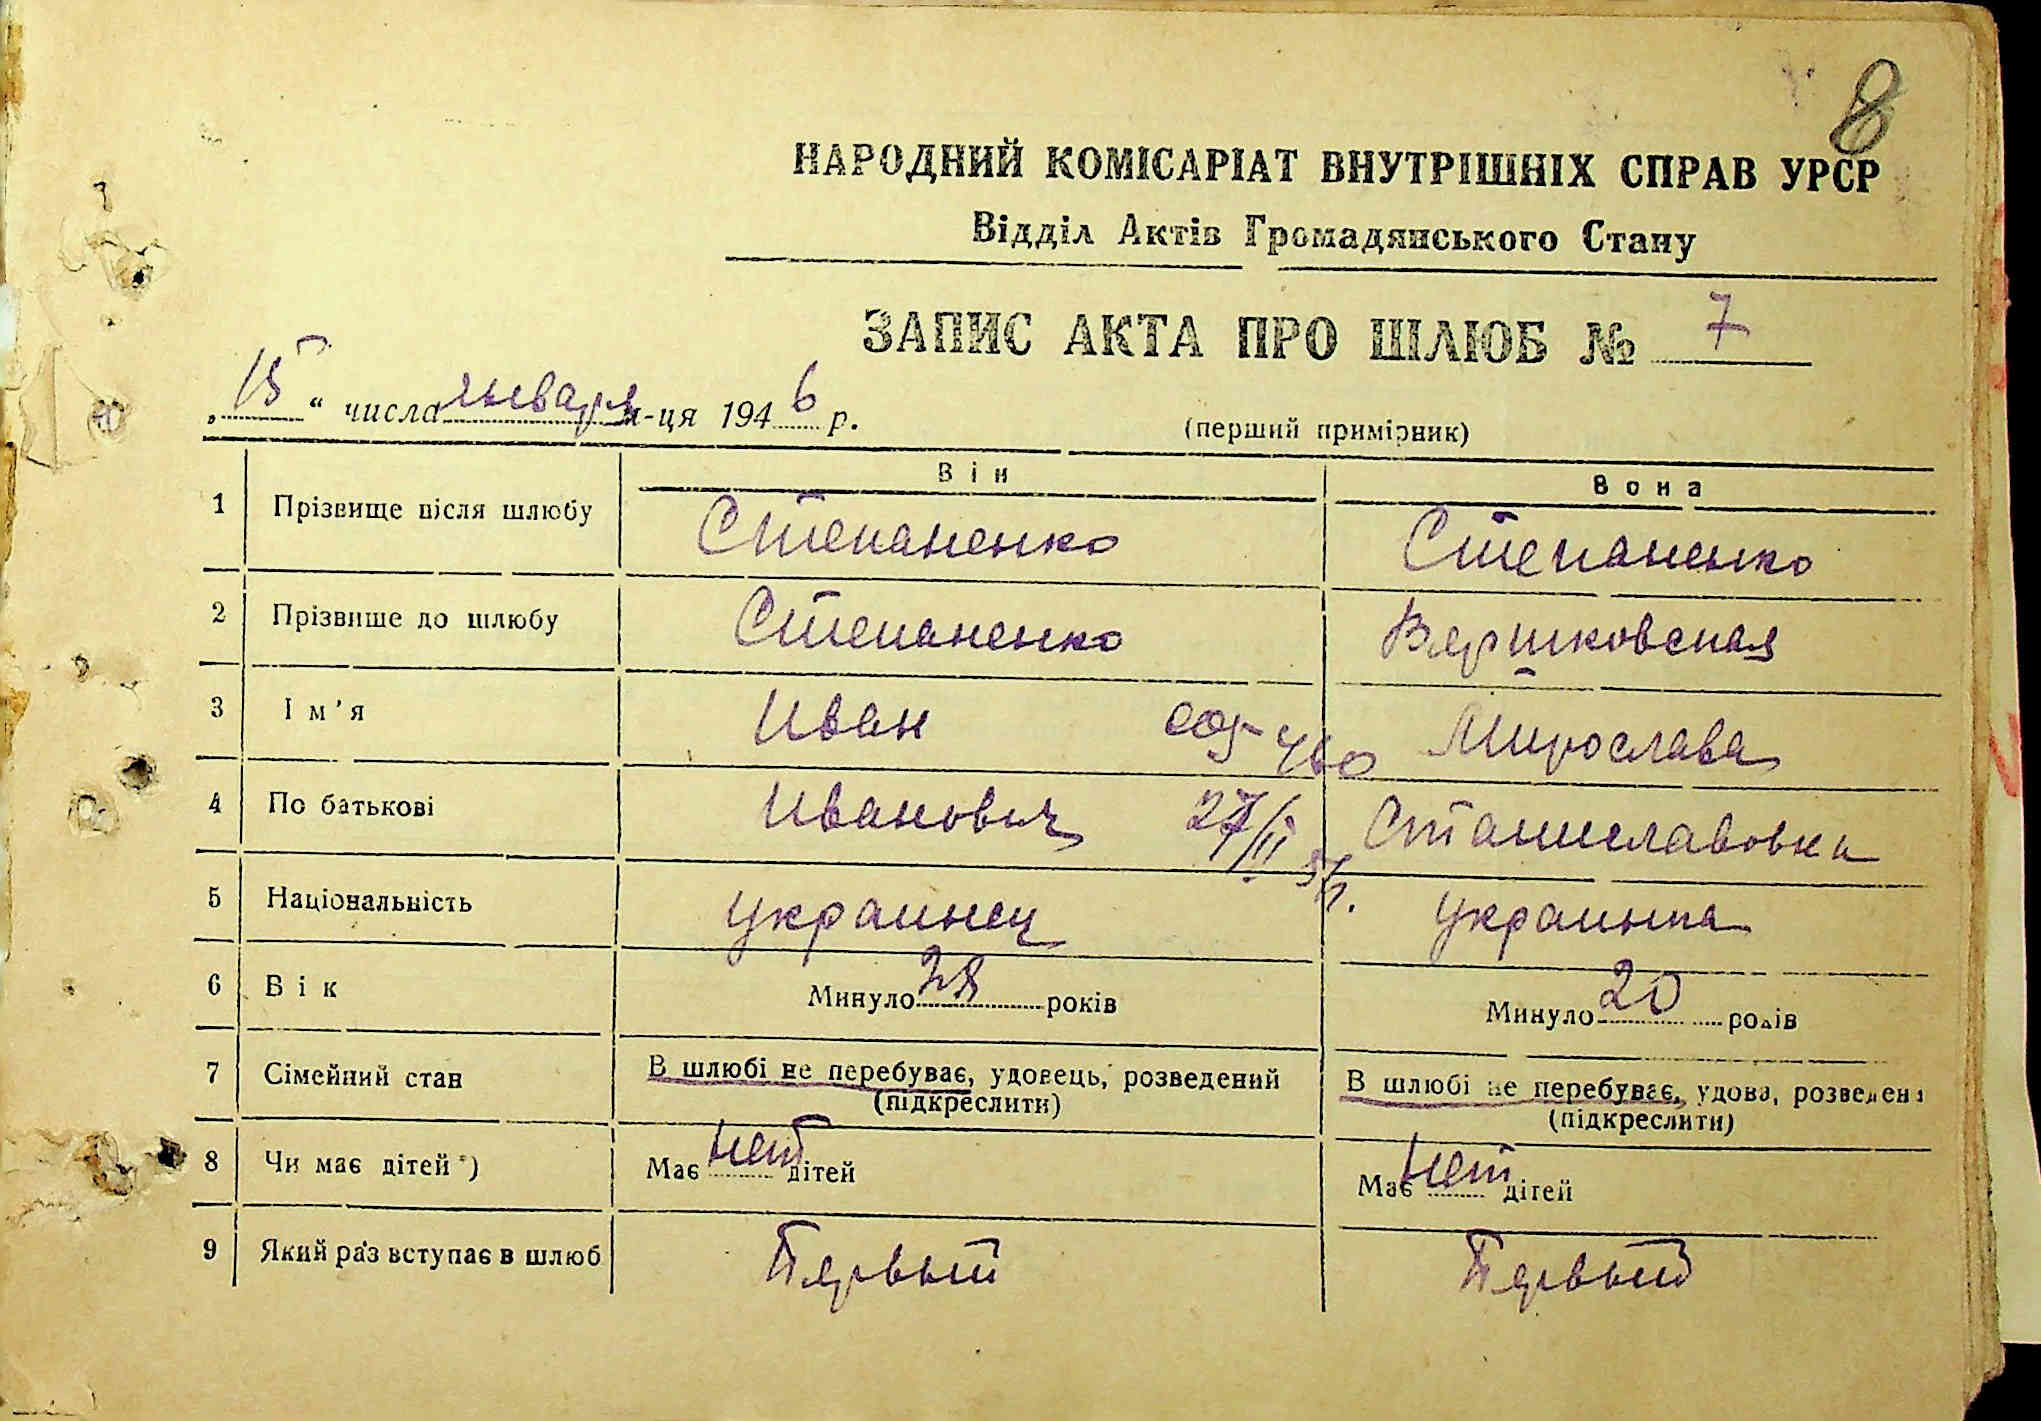 8
НАРОДНИЙ КОМІСАРІАТ ВНУТРІШНІХ СПРАВ УРСР
Відділ Актів Громадянського Стану
ЗАПИС АКТА ПРО ШЛЮБ № 7
„15“ числа января м-ця 1946 р.
(перший примірник)
Він Вона
1 Прізвище після шлюбу Степаненко Степаненко
2 Прізвише до шлюбу Степаненко Вершковская
3 Ім'я Иван Мирослава
4 По батькові Иванович 27/II Станиславовна
5 Національність украинец украинка
6 Вік Минуло 28 років Минуло 20 років
7 Сімейний стан В шлюбі не перебуває, удовець, розведений В шлюбі не перебуває, удова, розведена
(підкреслити) (підкреслити)
8 Чи має дітей *) Має нет дітей Має нет дітей
9 Який раз вступає в шлюб Первый Первый